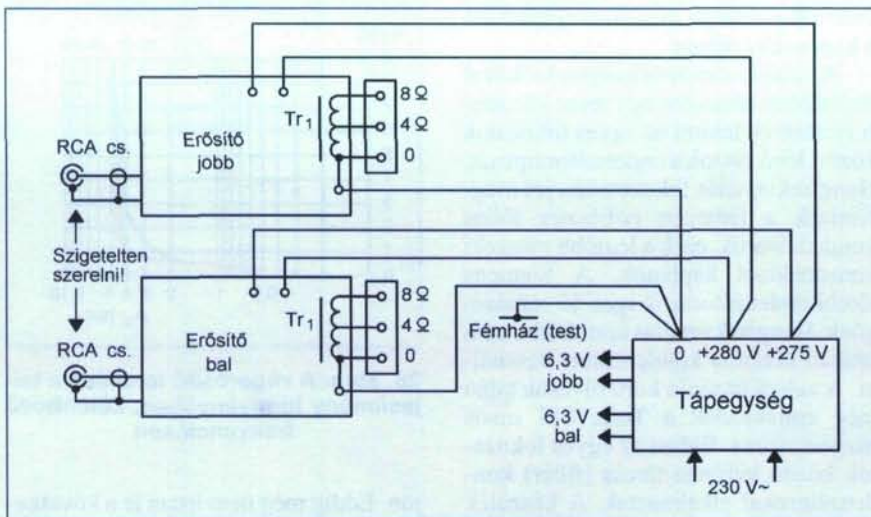 8 Ω
4 Ω
0
Tr1
Erősítő
jobb
RCA cs.
Szigetelten
szerelni!
8 Ω
4 Ω
0
Tr1
Erősítő
bal
RCA cs.
Fémház (test)
0 +280 V +275 V
6,3 V
jobb
6,3 V
bal
Tápegység
230 V~